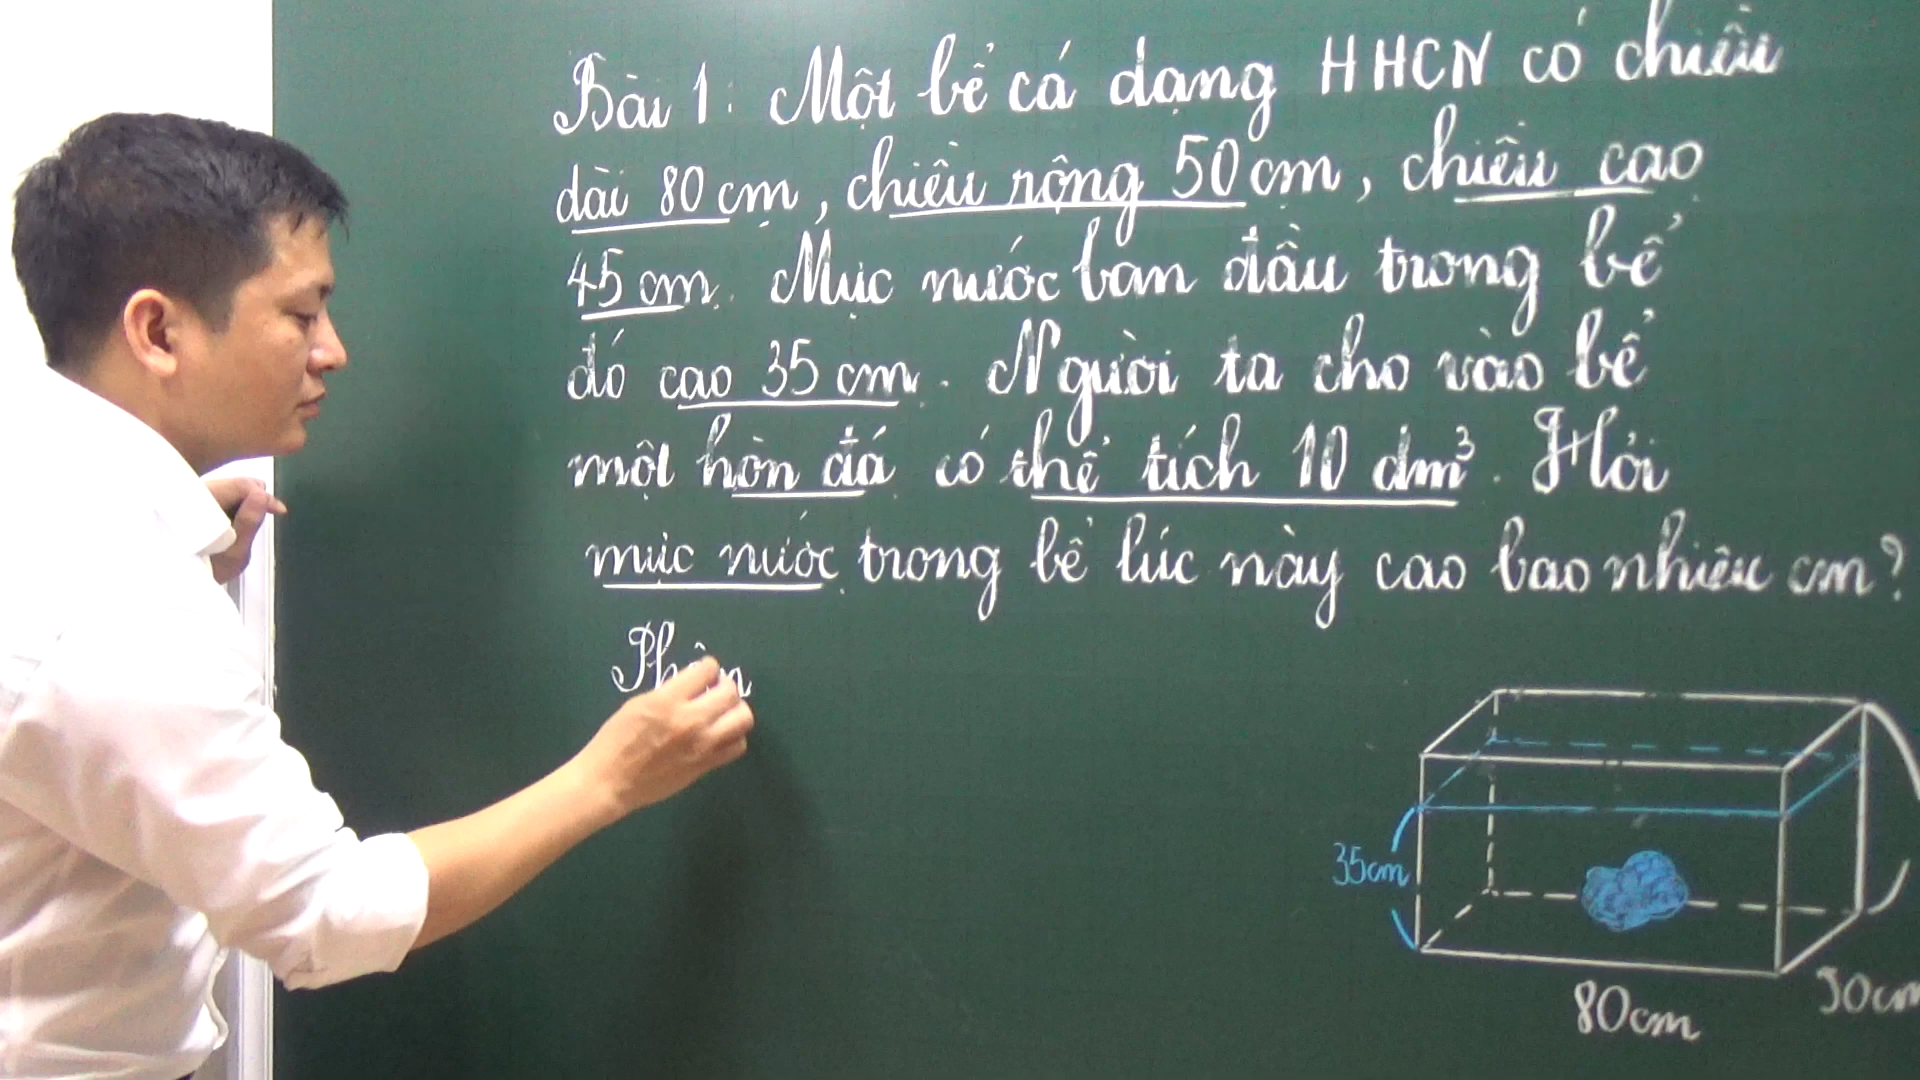 Bài 1: Một bể cá dạng HHCN có chiều
dài 80 cm, chiều rộng 50 cm, chiều cao
45 cm. Mực nước ban đầu trong bể
đó cao 35 cm. Người ta cho vào bể
một hòn đá có thể tích 10 dm³. Hỏi
mực nước trong bể lúc này cao bao nhiêu cm?
35cm
80cm
50cm